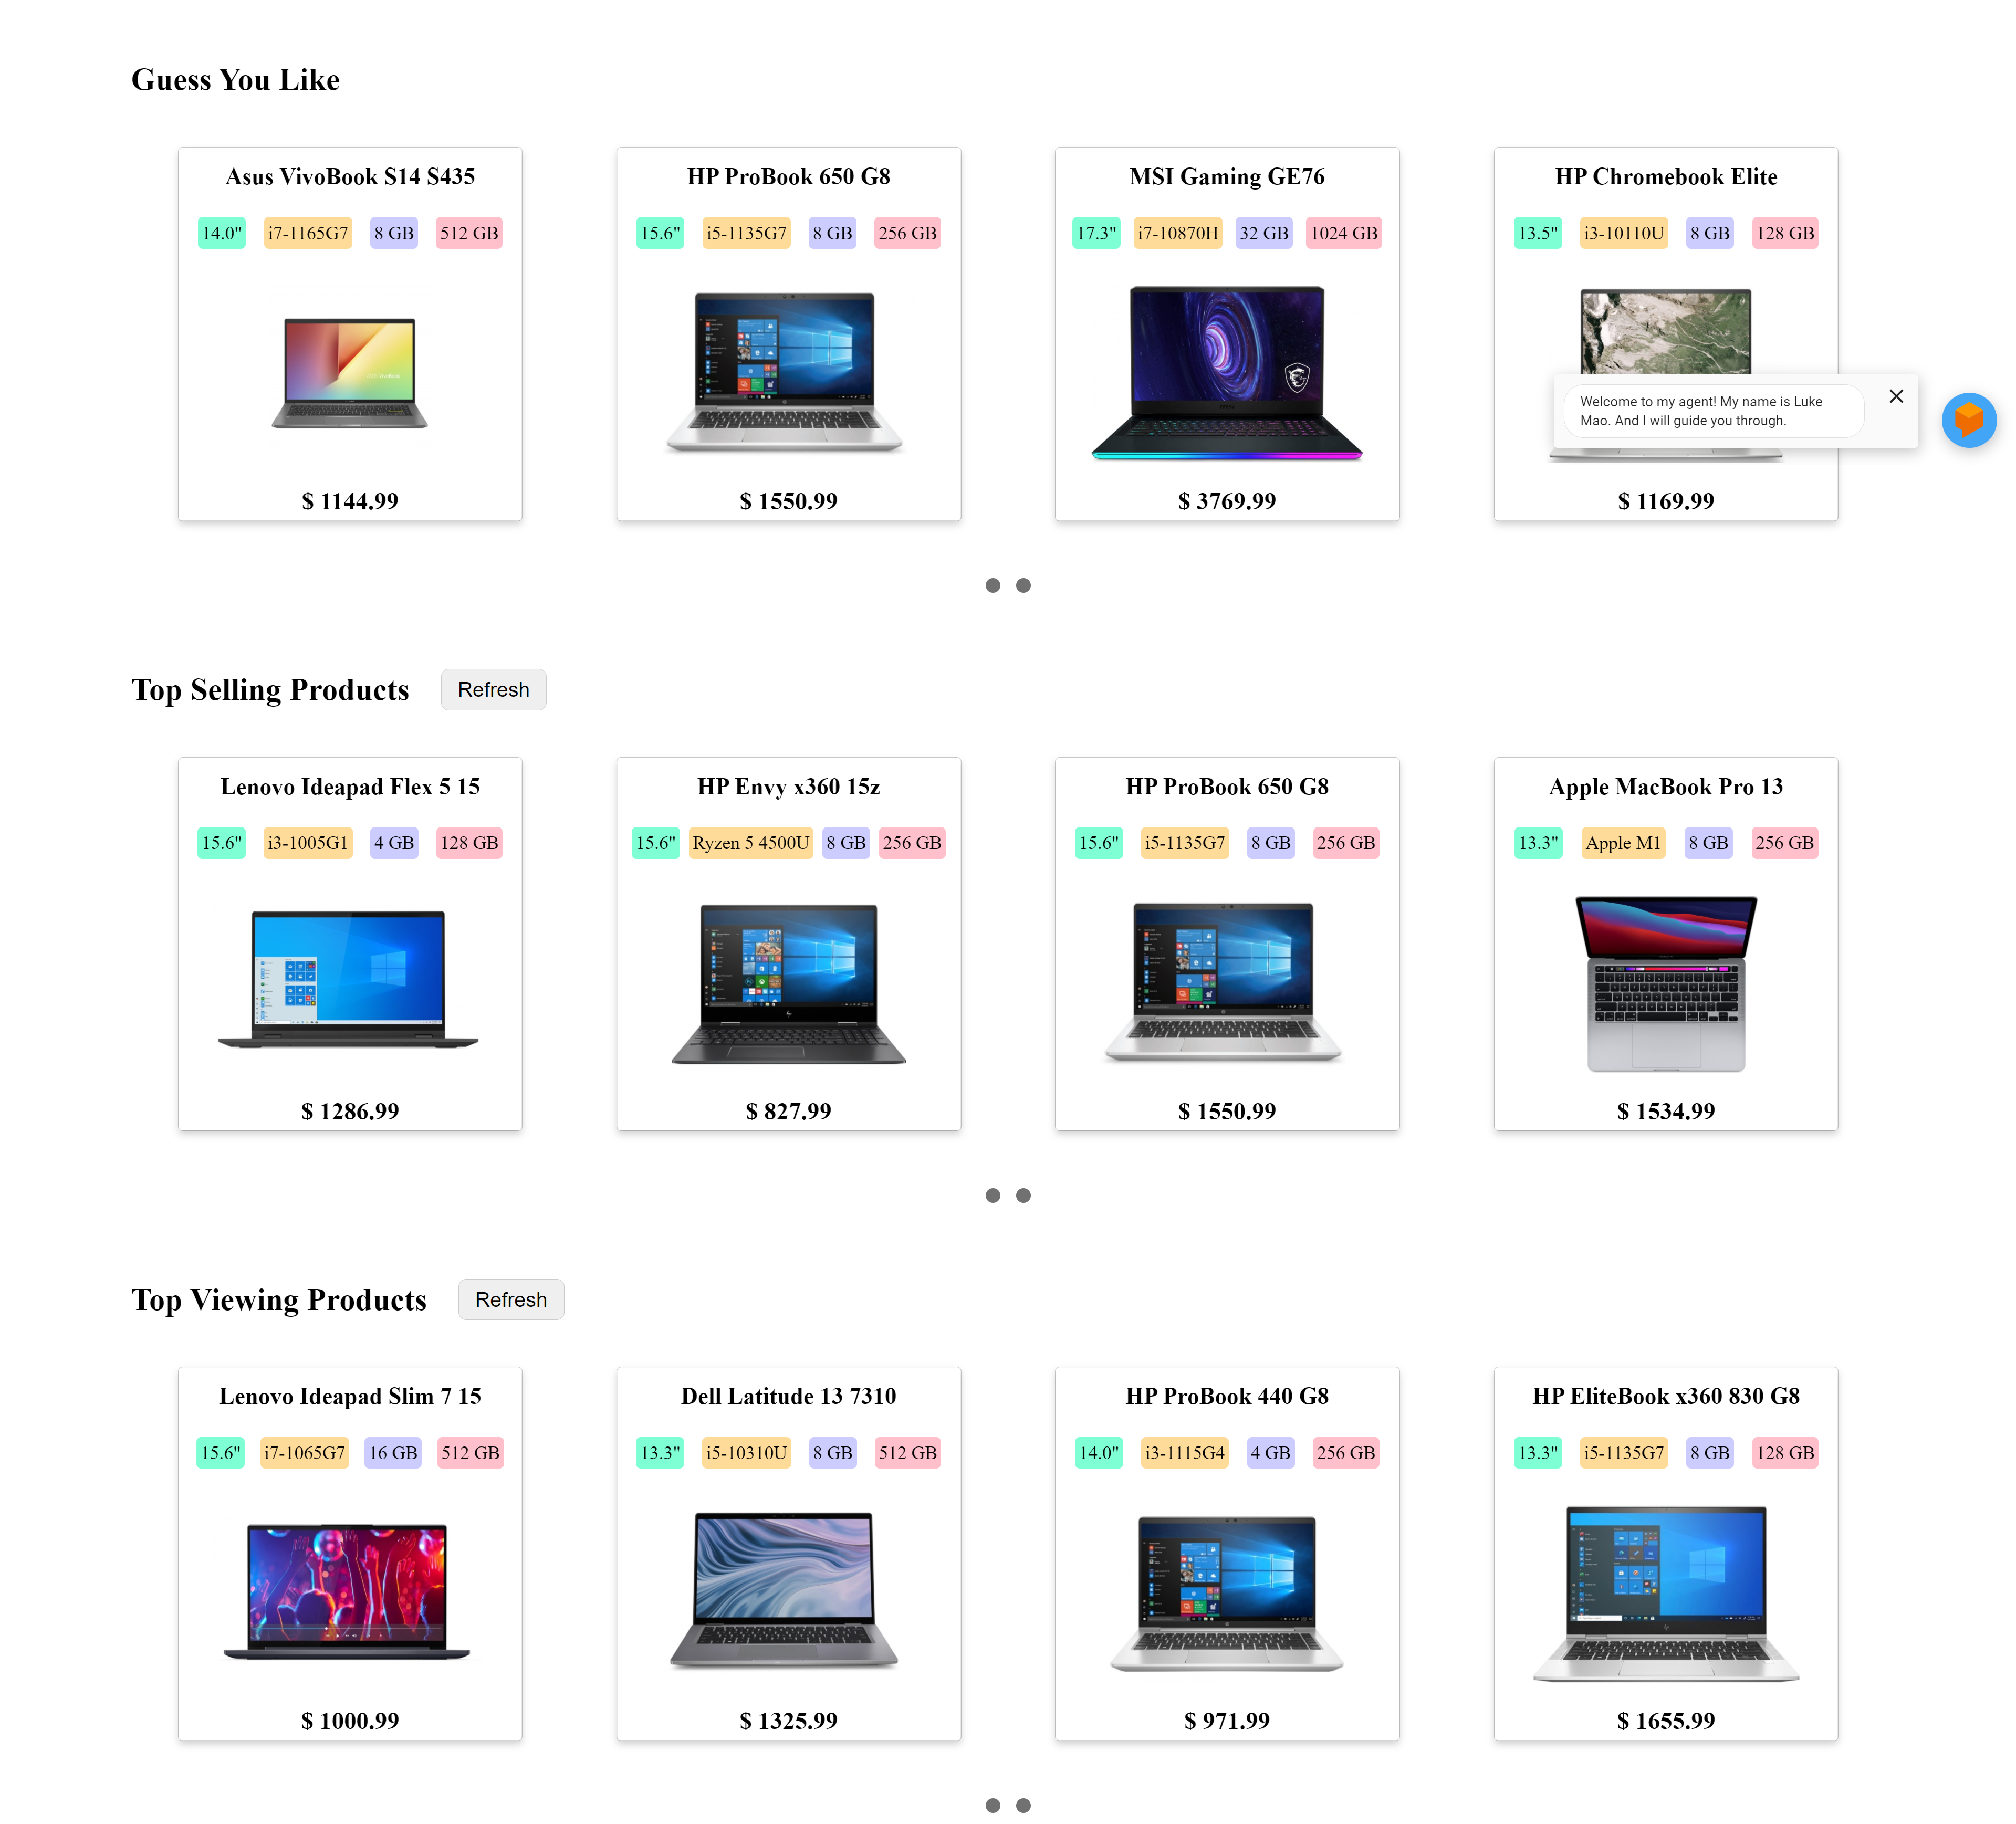 Guess You Like
Asus VivoBook S14 S435
14.0" i7-1165G7 8 GB 512 GB
$ 1144.99
HP ProBook 650 G8
15.6" i5-1135G7 8 GB 256 GB
$ 1550.99
MSI Gaming GE76
17.3" i7-10870H 32 GB 1024 GB
$ 3769.99
HP Chromebook Elite
13.5" i3-10110U 8 GB 128 GB
Welcome to my agent! My name is Luke
Mao. And I will guide you through.
$ 1169.99
Top Selling Products Refresh
Lenovo Ideapad Flex 5 15
15.6" i3-1005G1 4 GB 128 GB
$ 1286.99
HP Envy x360 15z
15.6" Ryzen 5 4500U 8 GB 256 GB
$ 827.99
HP ProBook 650 G8
15.6" i5-1135G7 8 GB 256 GB
$ 1550.99
Apple MacBook Pro 13
13.3" Apple M1 8 GB 256 GB
$ 1534.99
Top Viewing Products Refresh
Lenovo Ideapad Slim 7 15
15.6" i7-1065G7 16 GB 512 GB
$ 1000.99
Dell Latitude 13 7310
13.3" i5-10310U 8 GB 512 GB
$ 1325.99
HP ProBook 440 G8
14.0" i3-1115G4 4 GB 256 GB
$ 971.99
HP EliteBook x360 830 G8
13.3" i5-1135G7 8 GB 128 GB
$ 1655.99